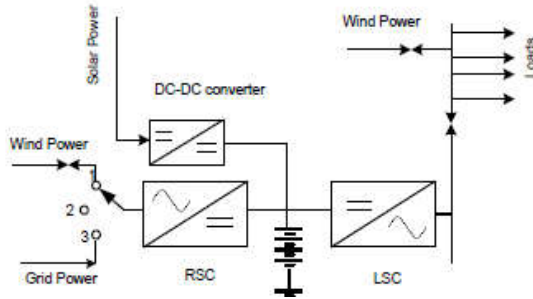 Wind Power
Solar Power
DC-DC converter
Loads
Wind Power
1
2
3
Grid Power
RSC
LSC